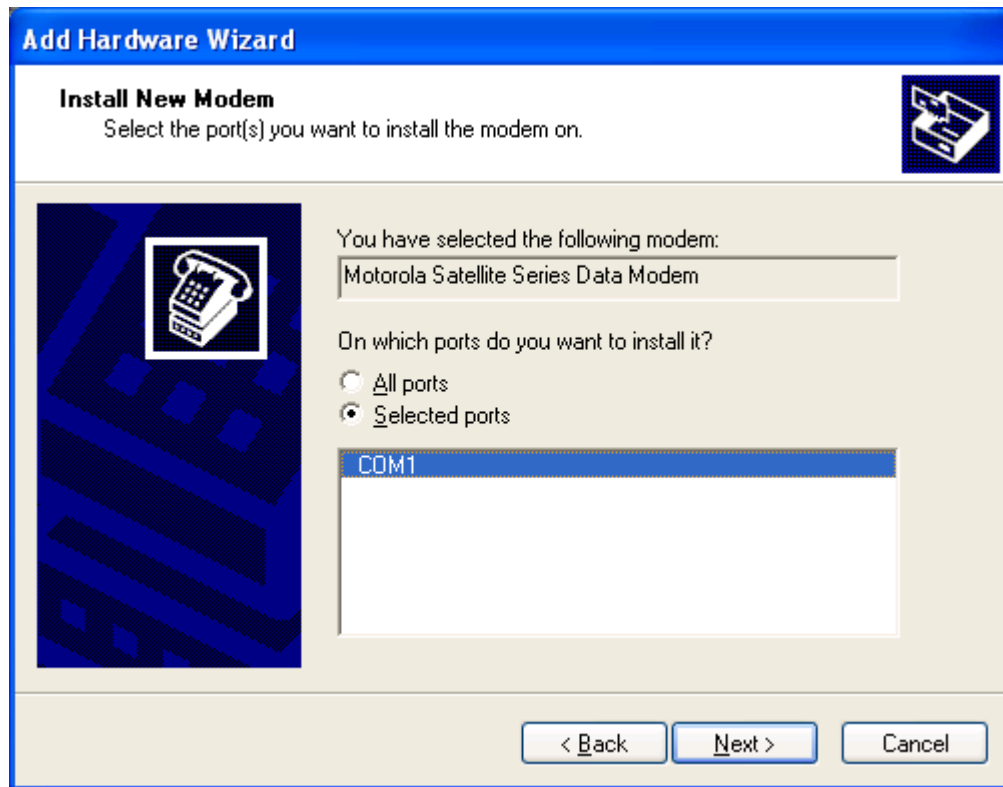 Add Hardware Wizard
Install New Modem
Select the port(s) you want to install the modem on.
You have selected the following modem:
Motorola Satellite Series Data Modem
On which ports do you want to install it?
All ports
Selected ports
COM1
< Back Next > Cancel